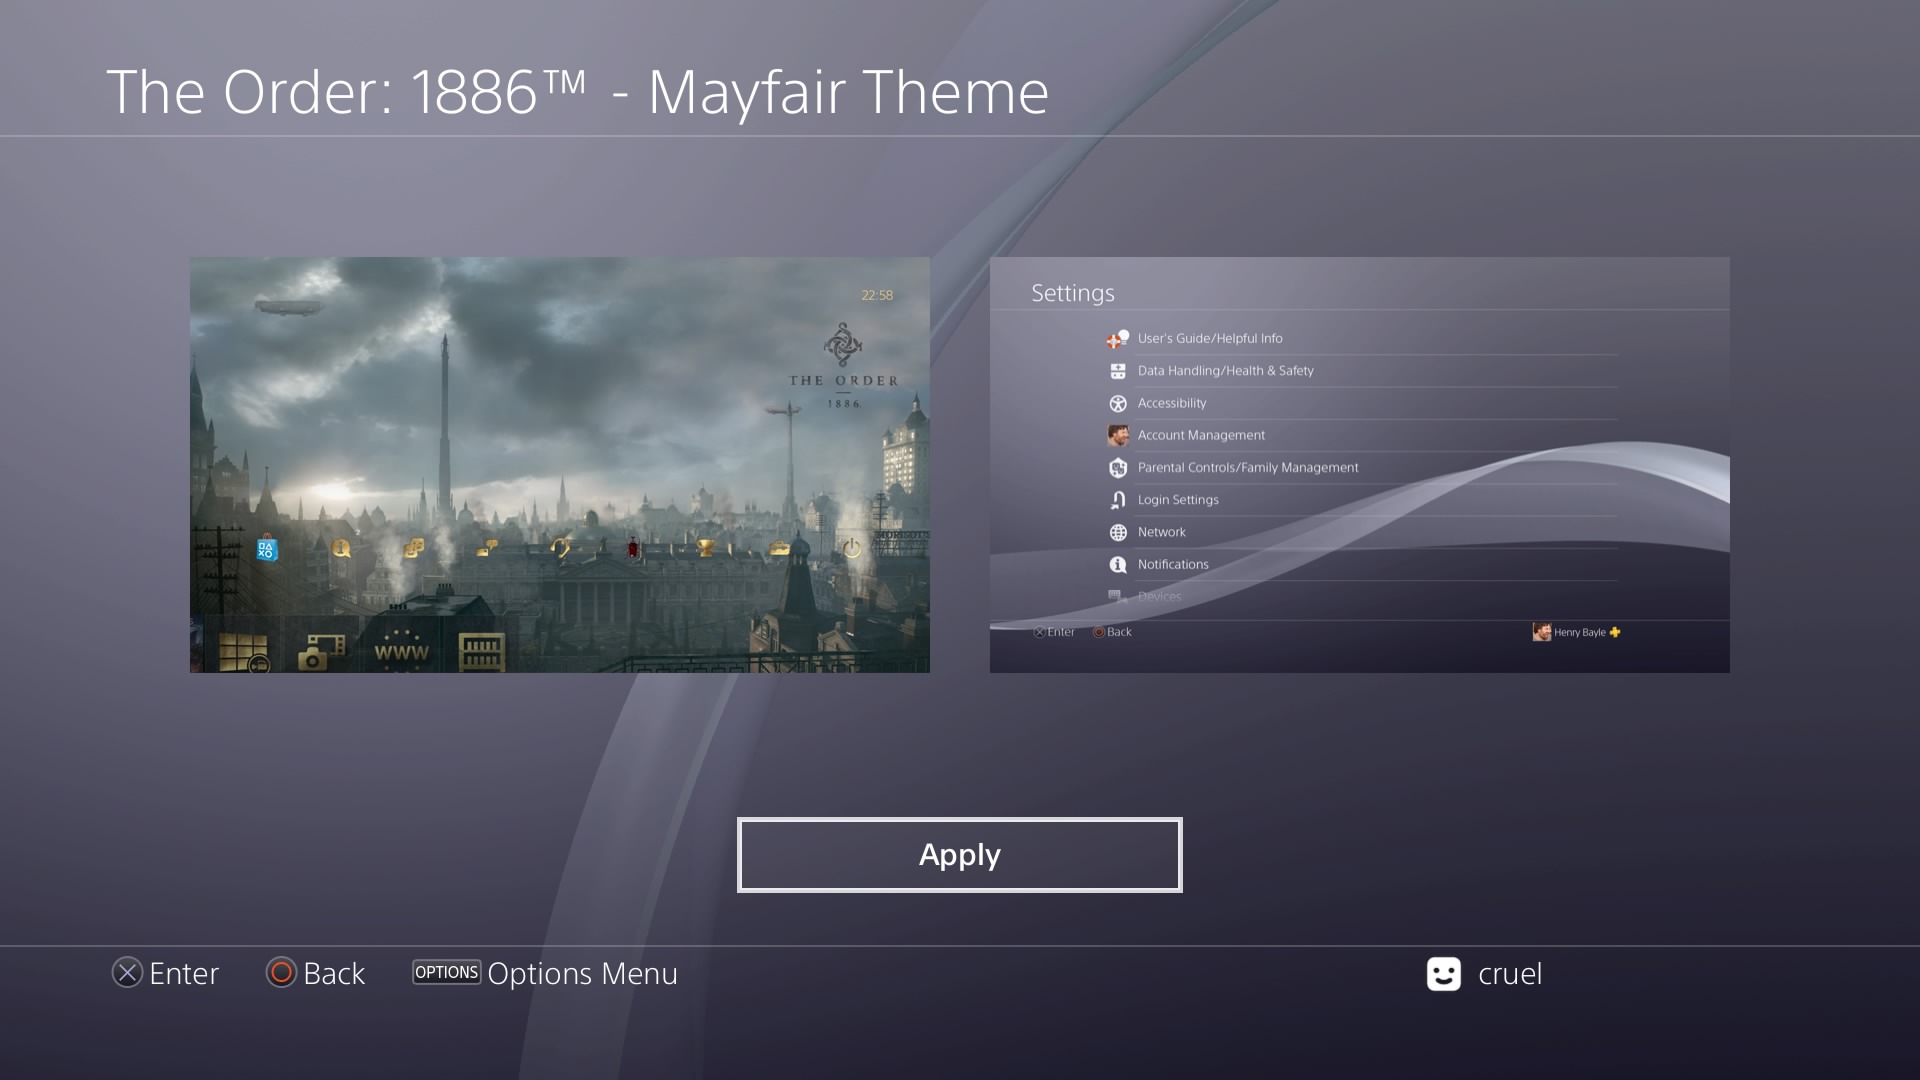 The Order: 1886™ - Mayfair Theme
22:58
THE ORDER
1886
WWW
Settings
User's Guide/Helpful Info
Data Handling/Health & Safety
Accessibility
Account Management
Parental Controls/Family Management
Login Settings
Network
Notifications
Devices
Enter
Back
Henry Bayle
Apply
Enter
Back
OPTIONS Options Menu
cruel